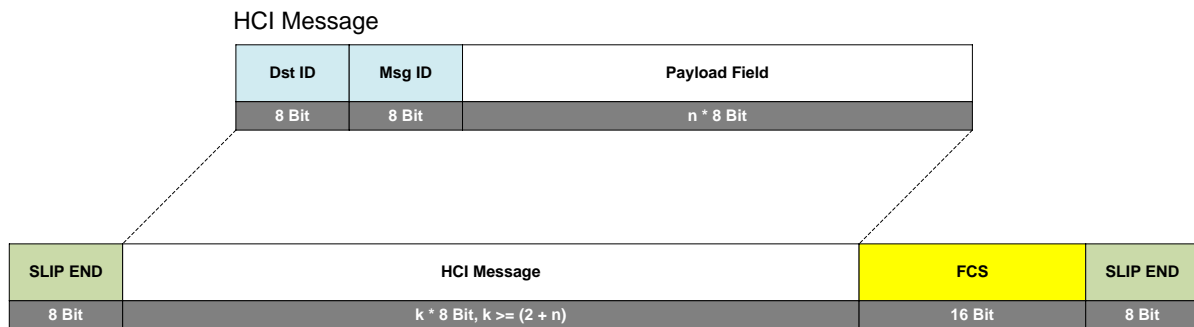 HCI Message
Dst ID Msg ID Payload Field
8 Bit 8 Bit n * 8 Bit
SLIP END HCI Message FCS SLIP END
8 Bit k * 8 Bit, k >= (2 + n) 16 Bit 8 Bit